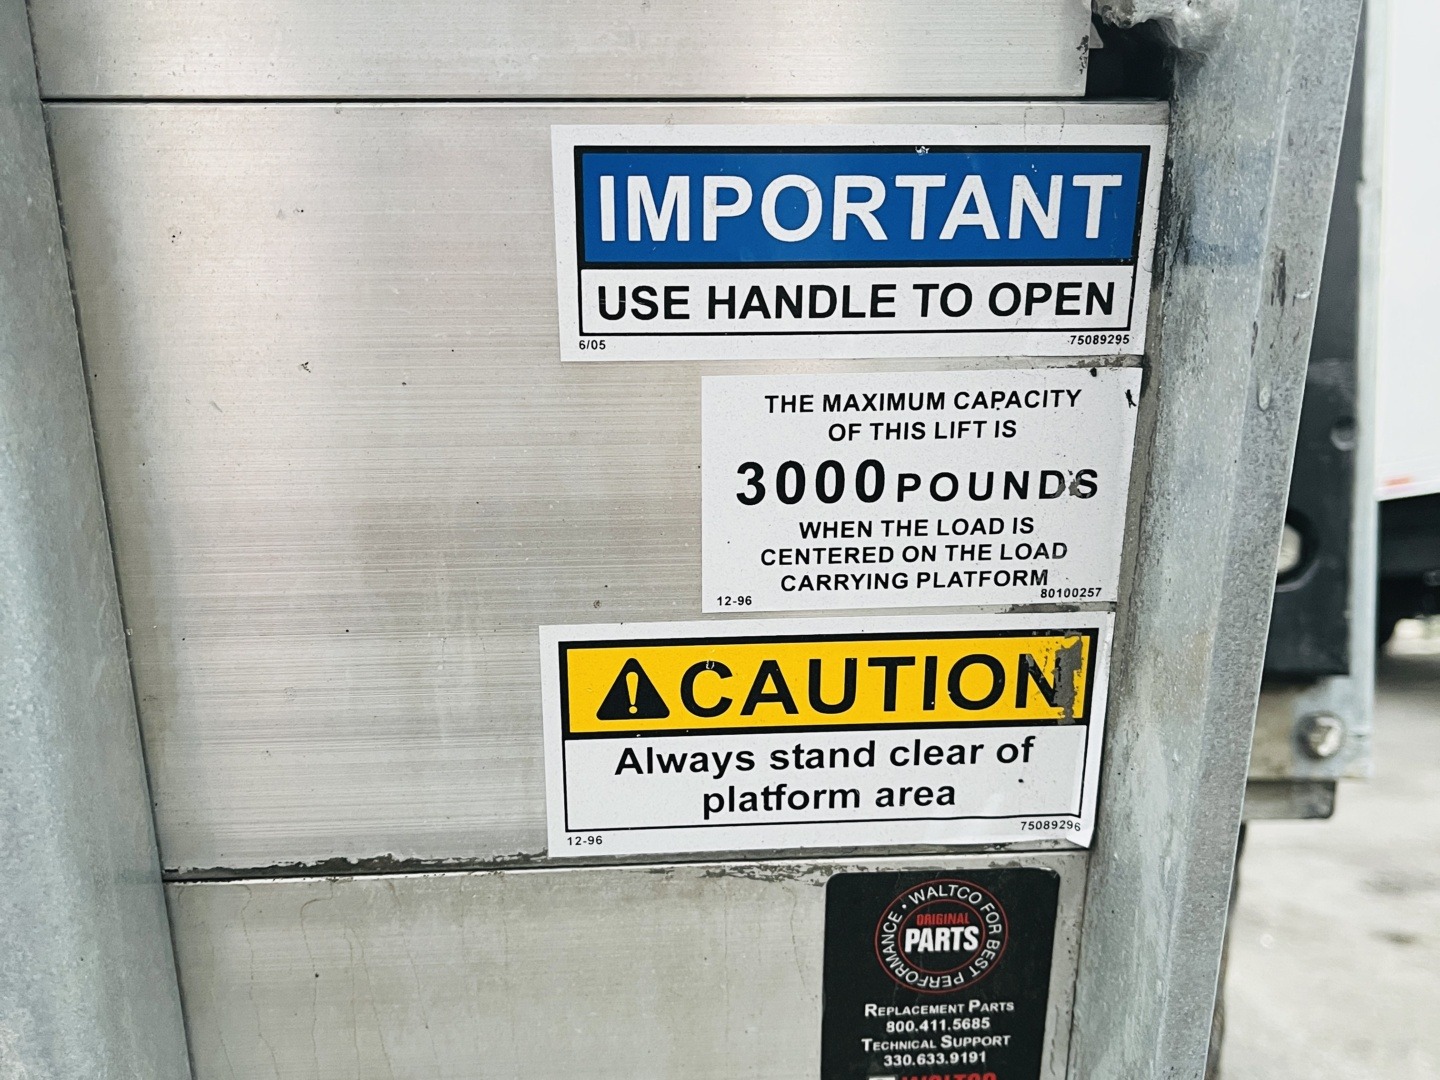 IMPORTANT
USE HANDLE TO OPEN
6/05 75089295
THE MAXIMUM CAPACITY
OF THIS LIFT IS
3000 POUNDS
WHEN THE LOAD IS
CENTERED ON THE LOAD
CARRYING PLATFORM
12-96 80100257
CAUTION
Always stand clear of
platform area
12-96 75089296
• WALTCO FOR BEST PERFORMANCE
ORIGINAL
PARTS
REPLACEMENT PARTS
800.411.5685
TECHNICAL SUPPORT
330.633.9191
WALTCO